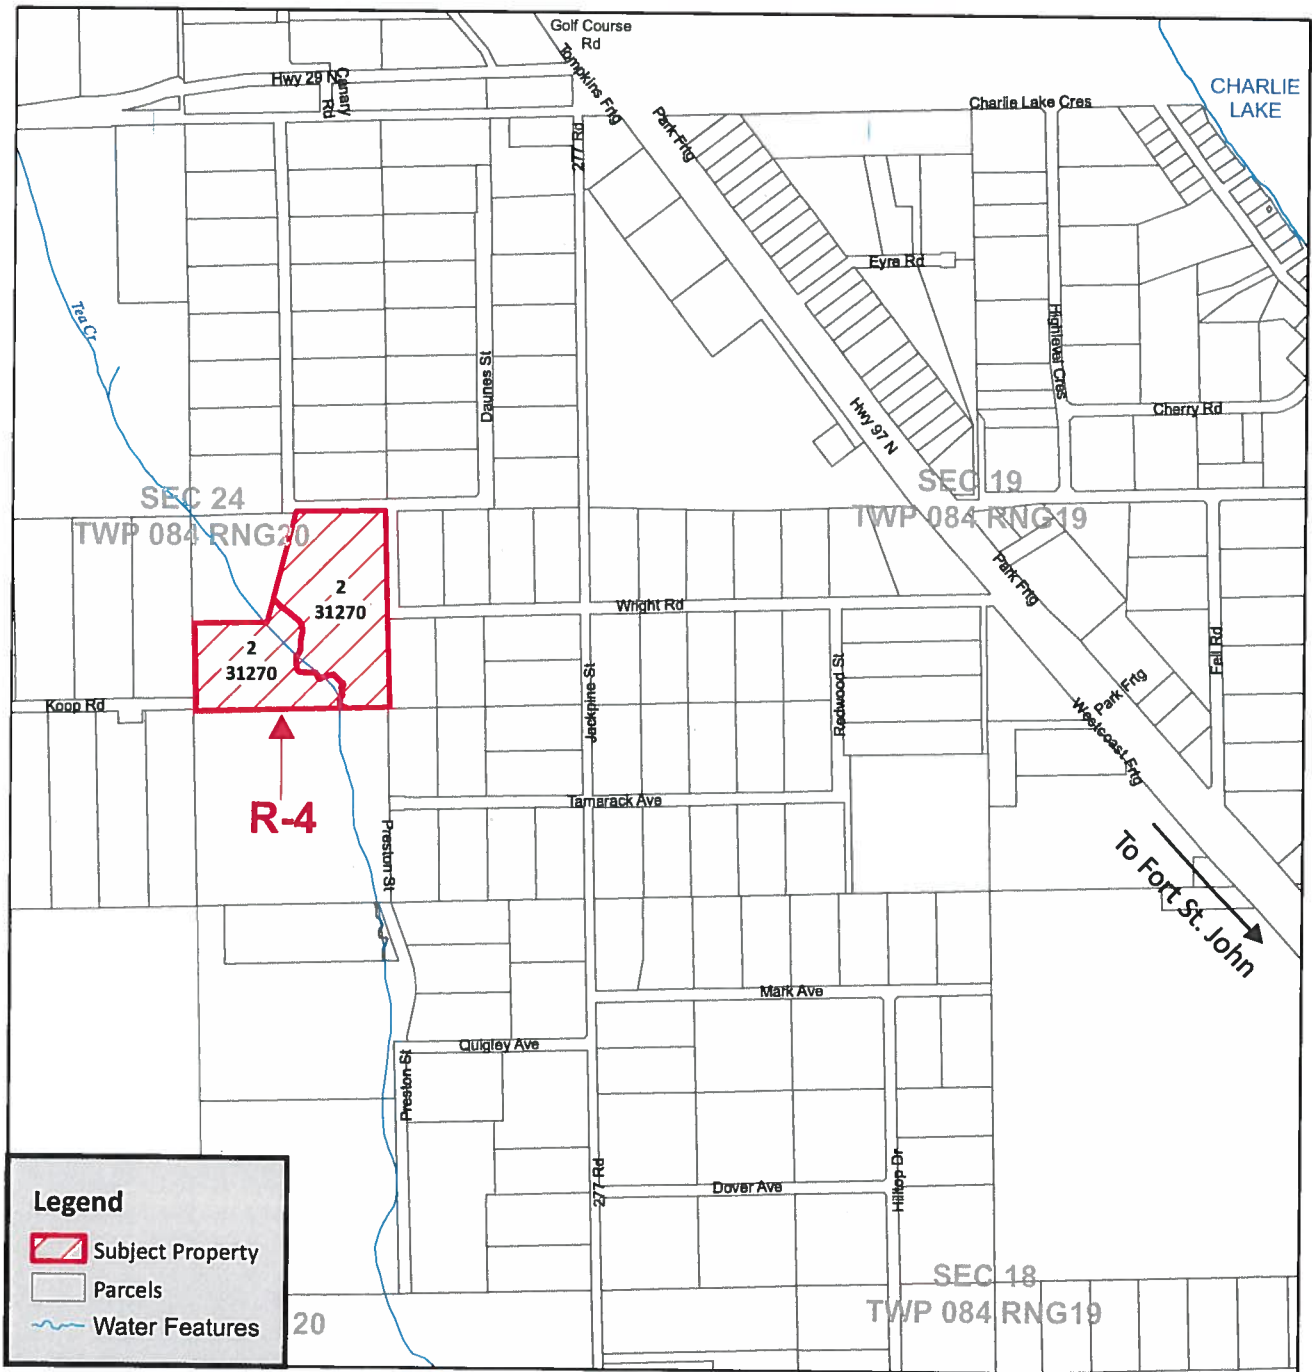 Golf Course
Rd
Hwy 29 N
Canary
Rd
Tompkins Frtg
Park Frtg
277 Rd
Charlie Lake Cres
CHARLIE
LAKE
Eyre Rd
Tea Cr
Daunes St
Highlevel Cres
Hwy 97 N
Cherry Rd
SEC 24
TWP 084 RNG20
SEC 19
TWP 084 RNG19
2
31270
2
31270
Wright Rd
Park Frtg
Fell Rd
Koop Rd
Jackpine St
Redwood St
Park Frtg
Westcoast Frtg
R-4
Tamarack Ave
Preston St
To Fort St. John
Mark Ave
Quigley Ave
Preston St
277 Rd
Dover Ave
Hilltop Dr
Legend
Subject Property
Parcels
Water Features
20
SEC 18
TWP 084 RNG19